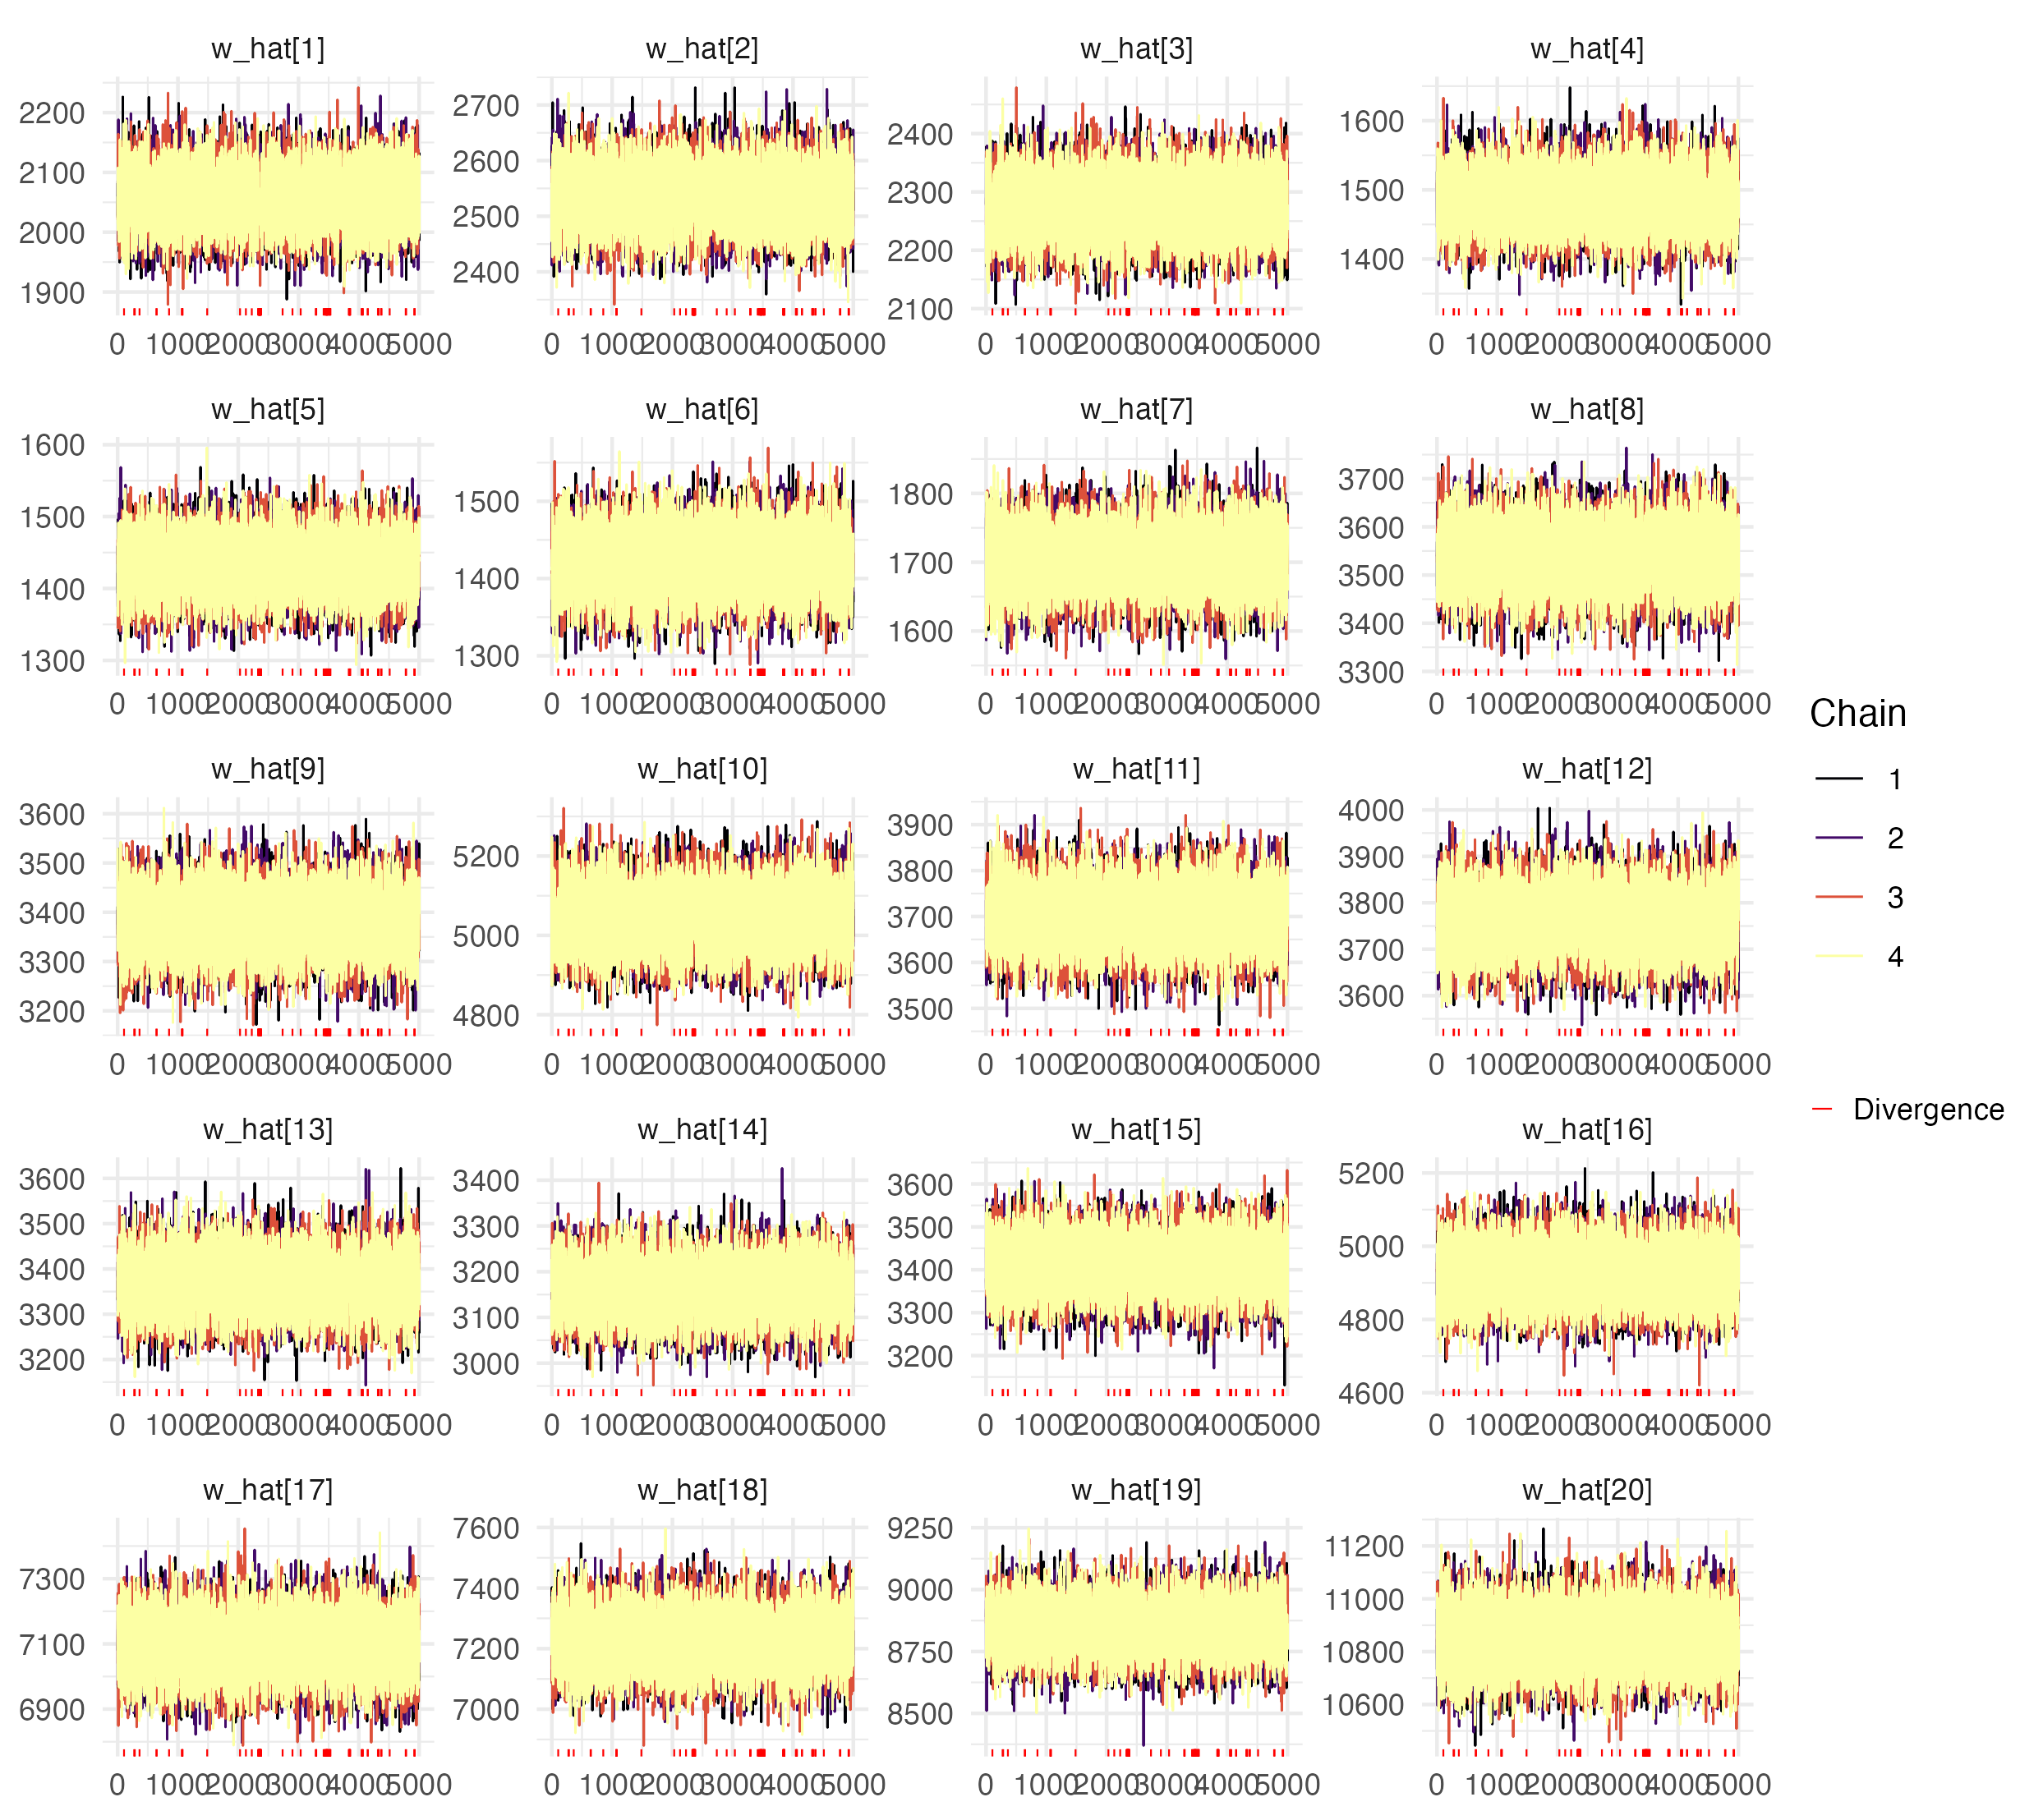 w_hat[1] w_hat[2] w_hat[3] w_hat[4]
2200 2100 2000 1900
2700 2600 2500 2400
2400 2300 2200 2100
1600 1500 1400
0 1000 2000 3000 4000 5000 0 1000 2000 3000 4000 5000 0 1000 2000 3000 4000 5000 0 1000 2000 3000 4000 5000
w_hat[5] w_hat[6] w_hat[7] w_hat[8]
1600 1500 1400 1300
1500 1400 1300
1800 1700 1600
3700 3600 3500 3400 3300
0 1000 2000 3000 4000 5000 0 1000 2000 3000 4000 5000 0 1000 2000 3000 4000 5000 0 1000 2000 3000 4000 5000
w_hat[9] w_hat[10] w_hat[11] w_hat[12]
3600 3500 3400 3300 3200
5200 5000 4800
3900 3800 3700 3600 3500
4000 3900 3800 3700 3600
0 1000 2000 3000 4000 5000 0 1000 2000 3000 4000 5000 0 1000 2000 3000 4000 5000 0 1000 2000 3000 4000 5000
w_hat[13] w_hat[14] w_hat[15] w_hat[16]
3600 3500 3400 3300 3200
3400 3300 3200 3100 3000
3600 3500 3400 3300 3200
5200 5000 4800 4600
0 1000 2000 3000 4000 5000 0 1000 2000 3000 4000 5000 0 1000 2000 3000 4000 5000 0 1000 2000 3000 4000 5000
w_hat[17] w_hat[18] w_hat[19] w_hat[20]
7300 7100 6900
7600 7400 7200 7000
9250 9000 8750 8500
11200 11000 10800 10600
0 1000 2000 3000 4000 5000 0 1000 2000 3000 4000 5000 0 1000 2000 3000 4000 5000 0 1000 2000 3000 4000 5000
Chain
1
2
3
4
Divergence